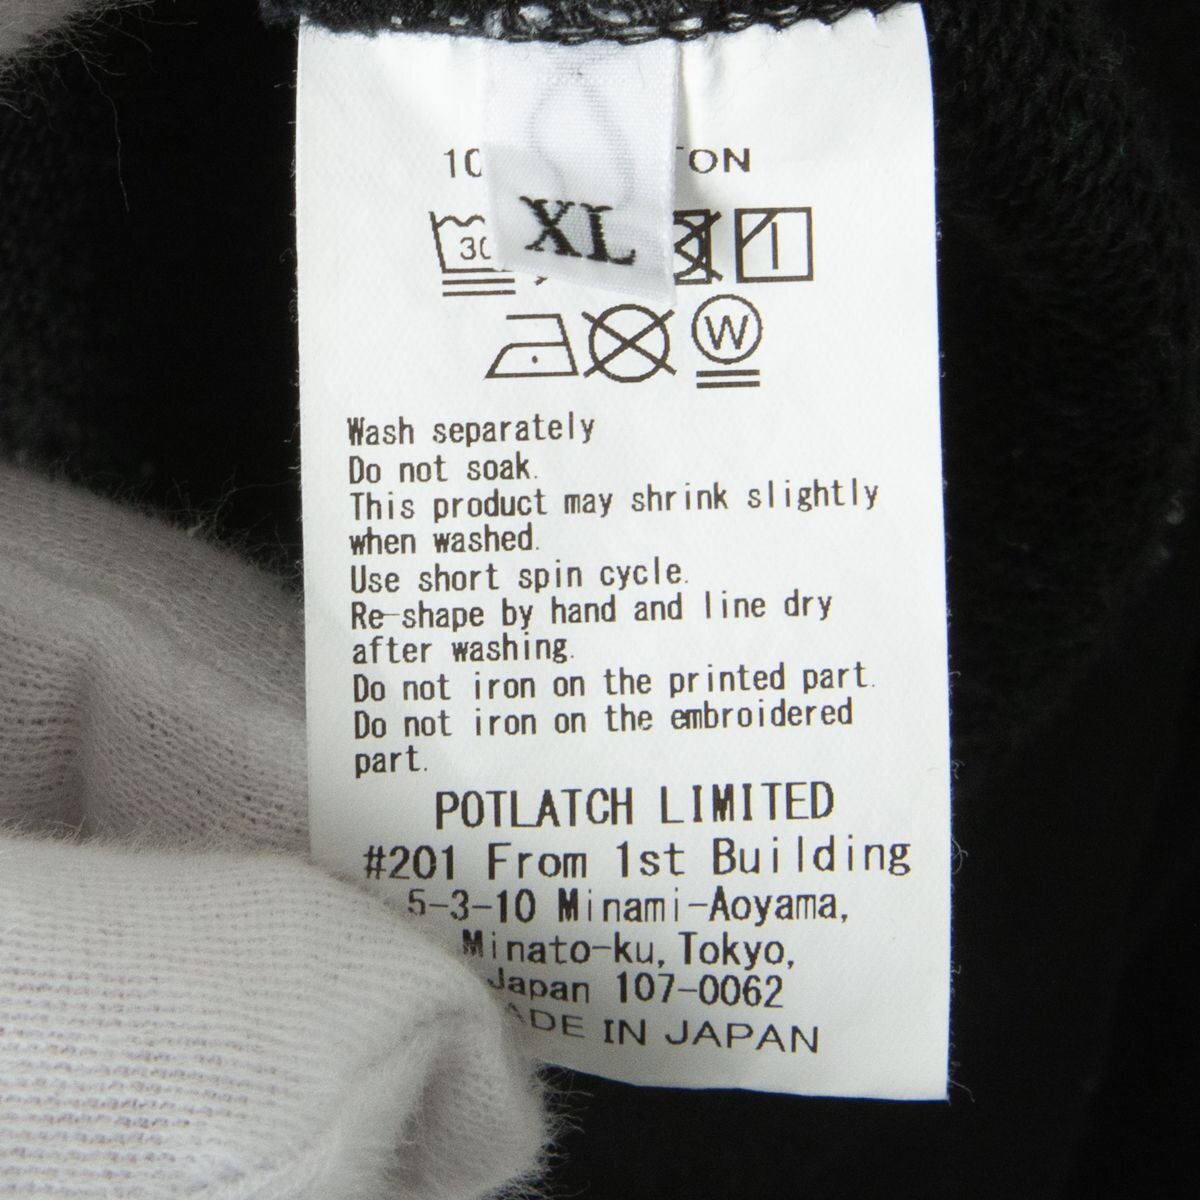 XL
30
W
Wash separately
Do not soak.
This product may shrink slightly
when washed.
Use short spin cycle.
Re-shape by hand and line dry
after washing.
Do not iron on the printed part.
Do not iron on the embroidered
part.
POTLATCH LIMITED
#201 From 1st Building
5-3-10 Minami-Aoyama,
Minato-ku, Tokyo,
Japan 107-0062
MADE IN JAPAN